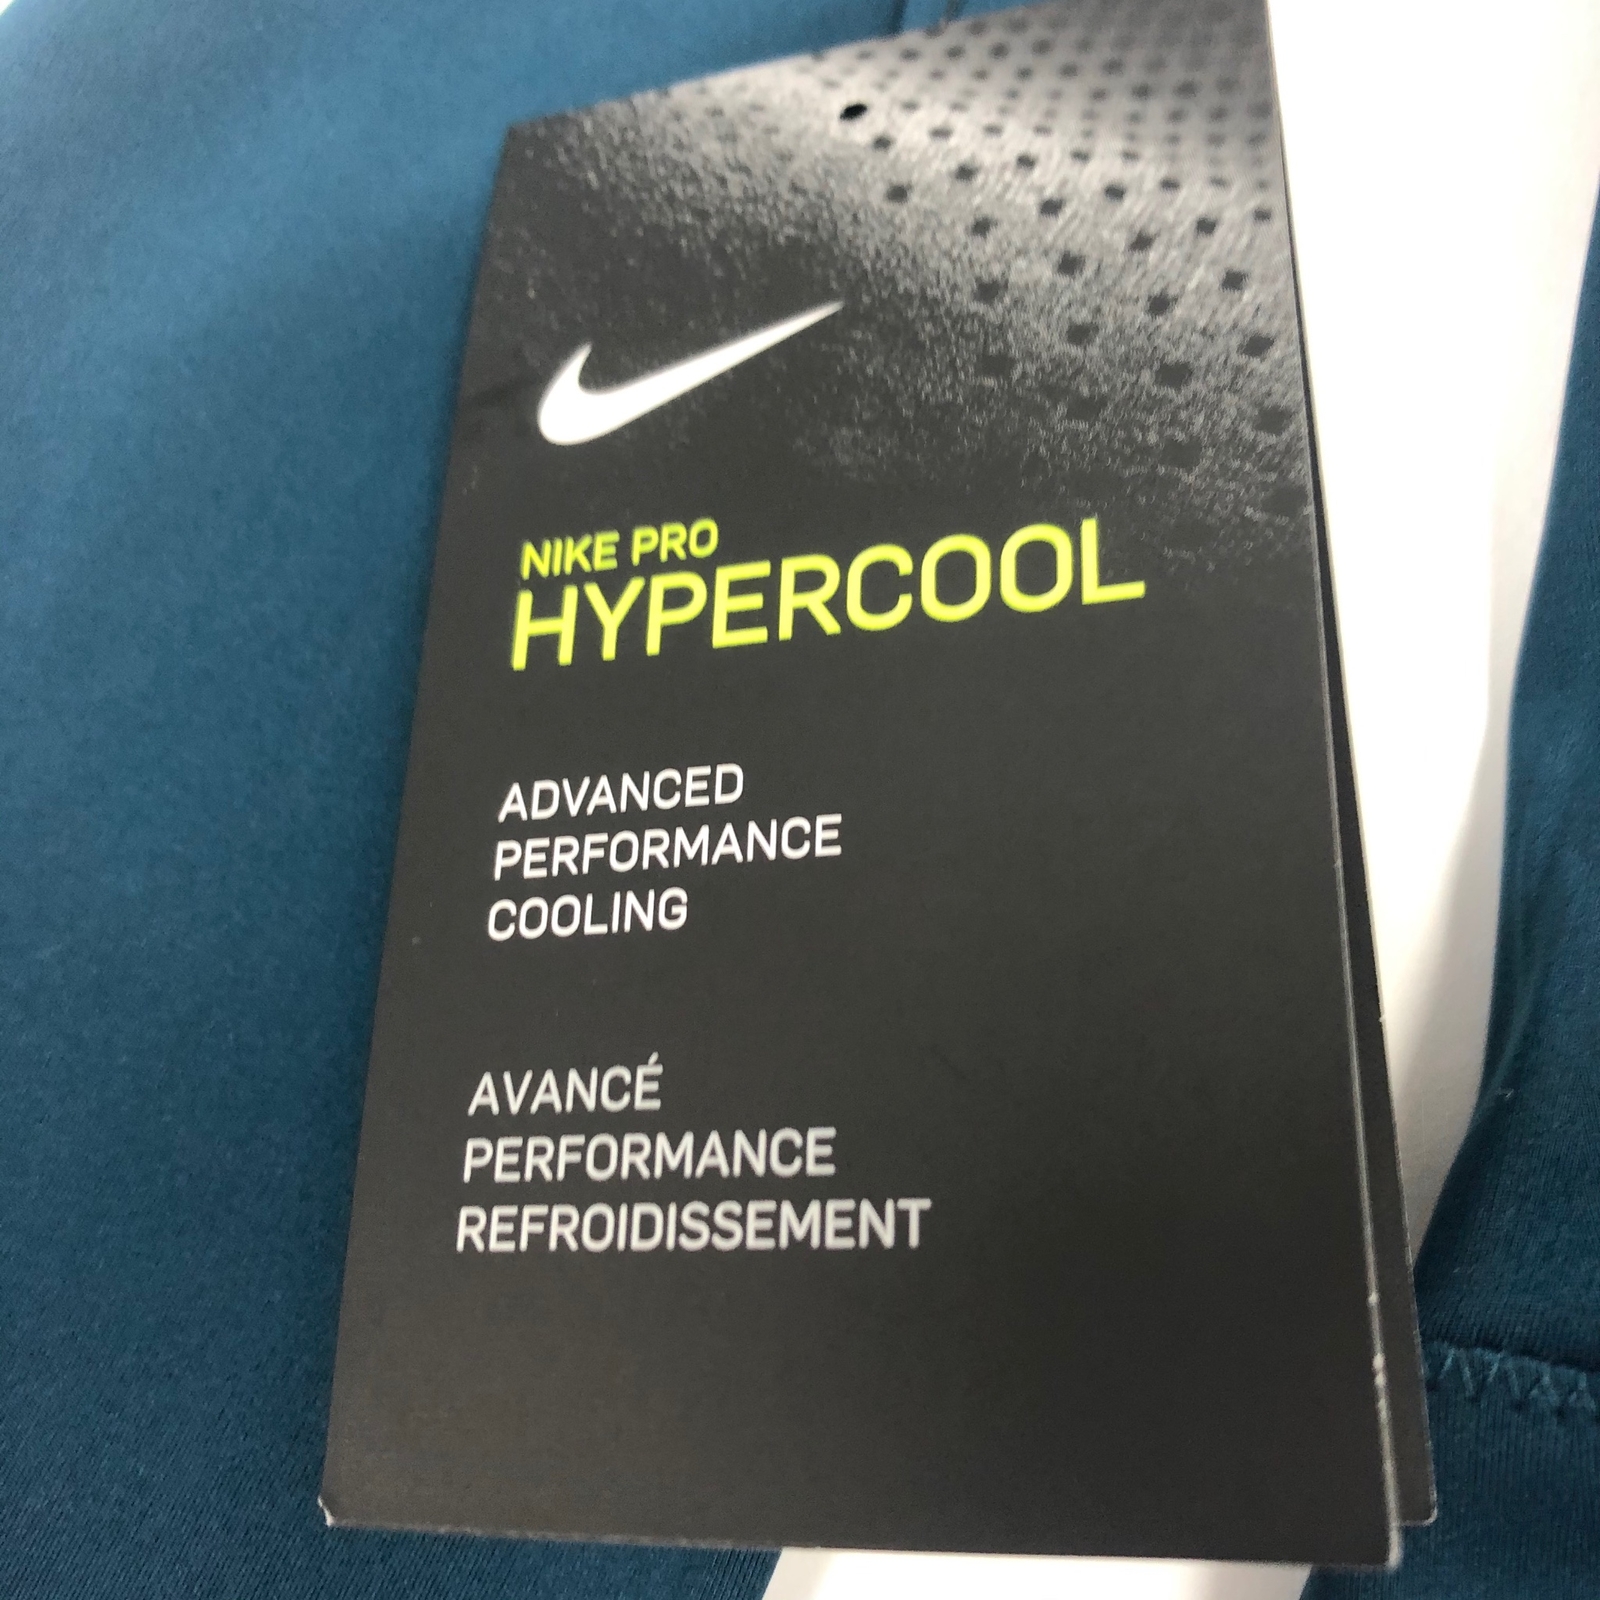 NIKE PRO
HYPERCOOL
ADVANCED
PERFORMANCE
COOLING
AVANCÉ
PERFORMANCE
REFROIDISSEMENT